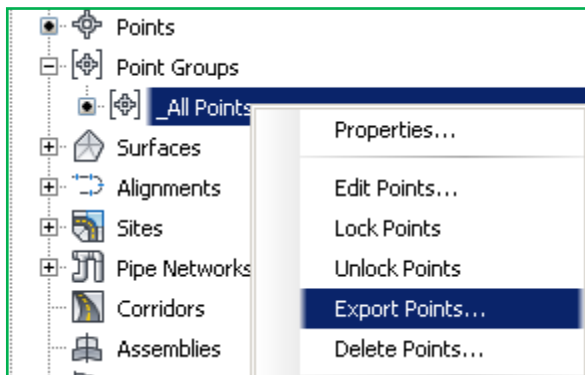 Points
Point Groups
_All Points
Surfaces
Alignments
Sites
Pipe Networks
Corridors
Assemblies
Properties...
Edit Points...
Lock Points
Unlock Points
Export Points...
Delete Points...